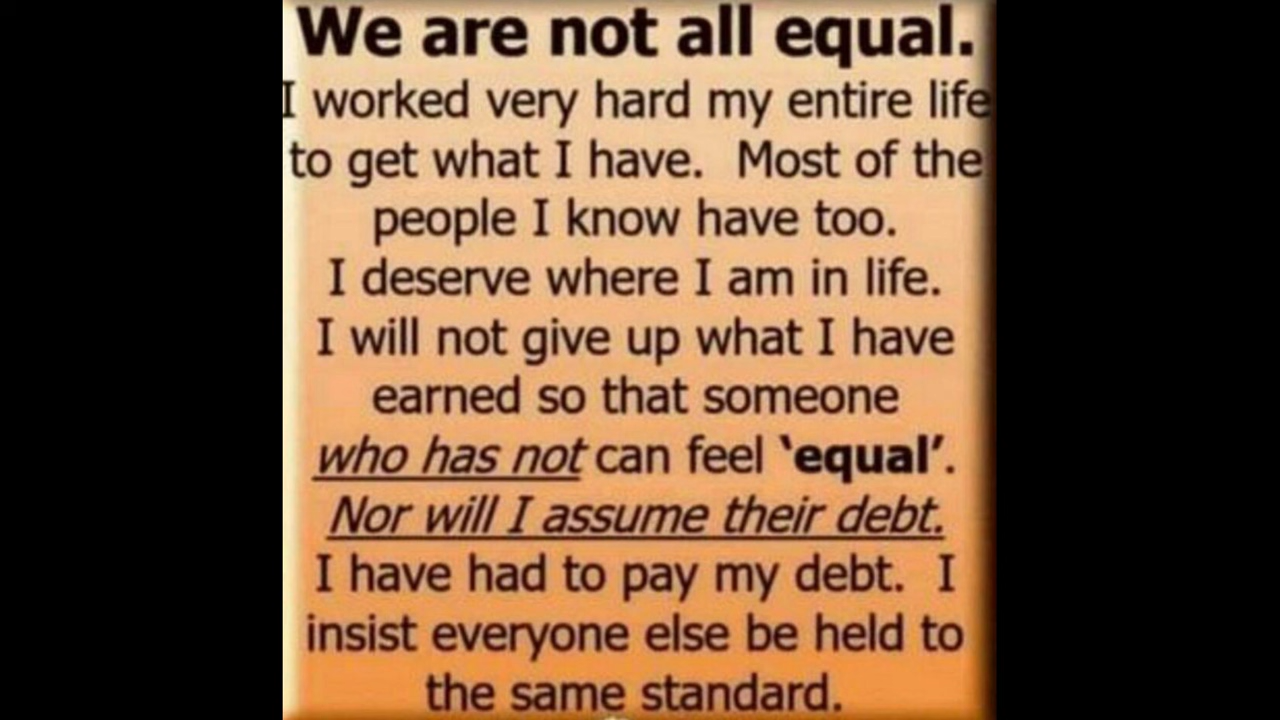 We are not all equal.
I worked very hard my entire life
to get what I have. Most of the
people I know have too.
I deserve where I am in life.
I will not give up what I have
earned so that someone
who has not can feel ‘equal’.
Nor will I assume their debt.
I have had to pay my debt. I
insist everyone else be held to
the same standard.